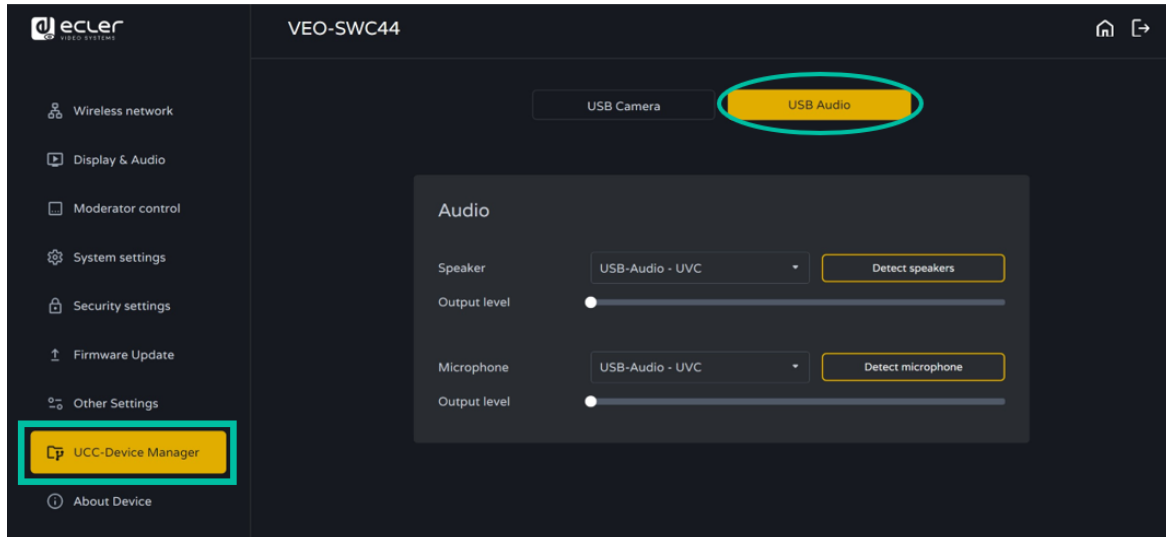 ecler
VIDEO SYSTEMS
VEO-SWC44
Wireless network
Display & Audio
Moderator control
System settings
Security settings
Firmware Update
Other Settings
UCC-Device Manager
About Device
USB Camera
USB Audio
Audio
Speaker
USB-Audio - UVC
Detect speakers
Output level
Microphone
USB-Audio - UVC
Detect microphone
Output level